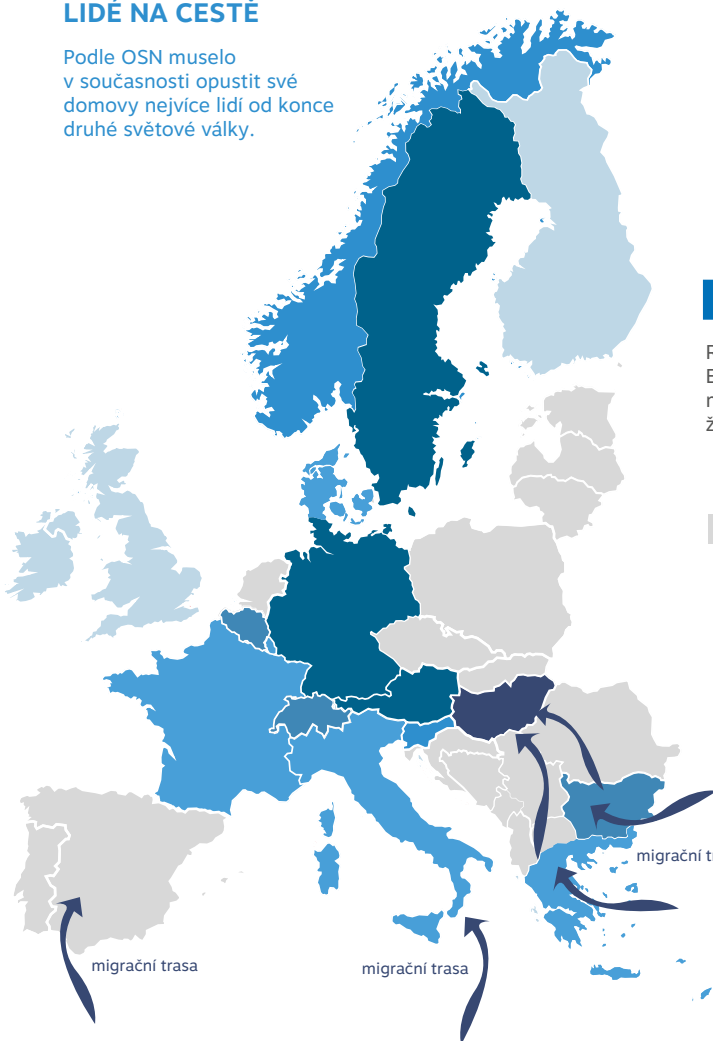 LIDÉ NA CESTĚ
Podle OSN muselo
v současnosti opustit své
domovy nejvíce lidí od konce
druhé světové války.
migrační
migrační trasa
migrační trasa